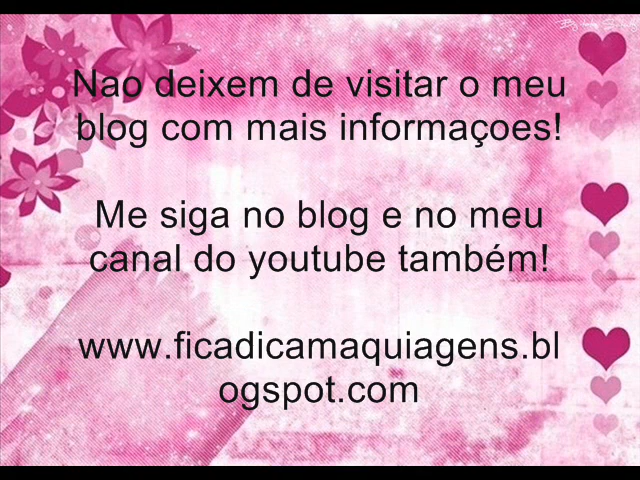 Nao deixem de visitar o meu
blog com mais informaçoes!
Me siga no blog e no meu
canal do youtube também!
www.ficadicamaquiagens.bl
ogspot.com